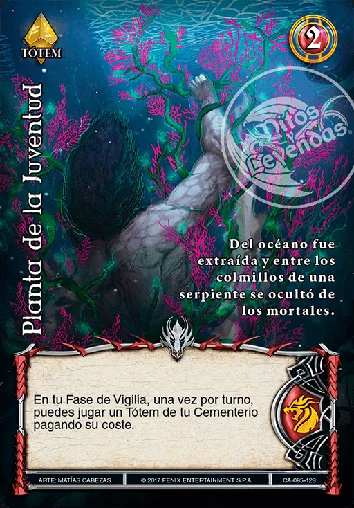 TÓTEM
2
Planta de la Juventud
Mitos
y
Leyendas
Del océano fue
extraída y entre los
colmillos de una
serpiente se ocultó de
los mortales.
En tu Fase de Vigilia, una vez por turno,
puedes jugar un Tótem de tu Cementerio
pagando su coste.
ARTE: MATÍAS CABEZAS
© 2017 FENIX ENTERTAINMENT S.P.A.